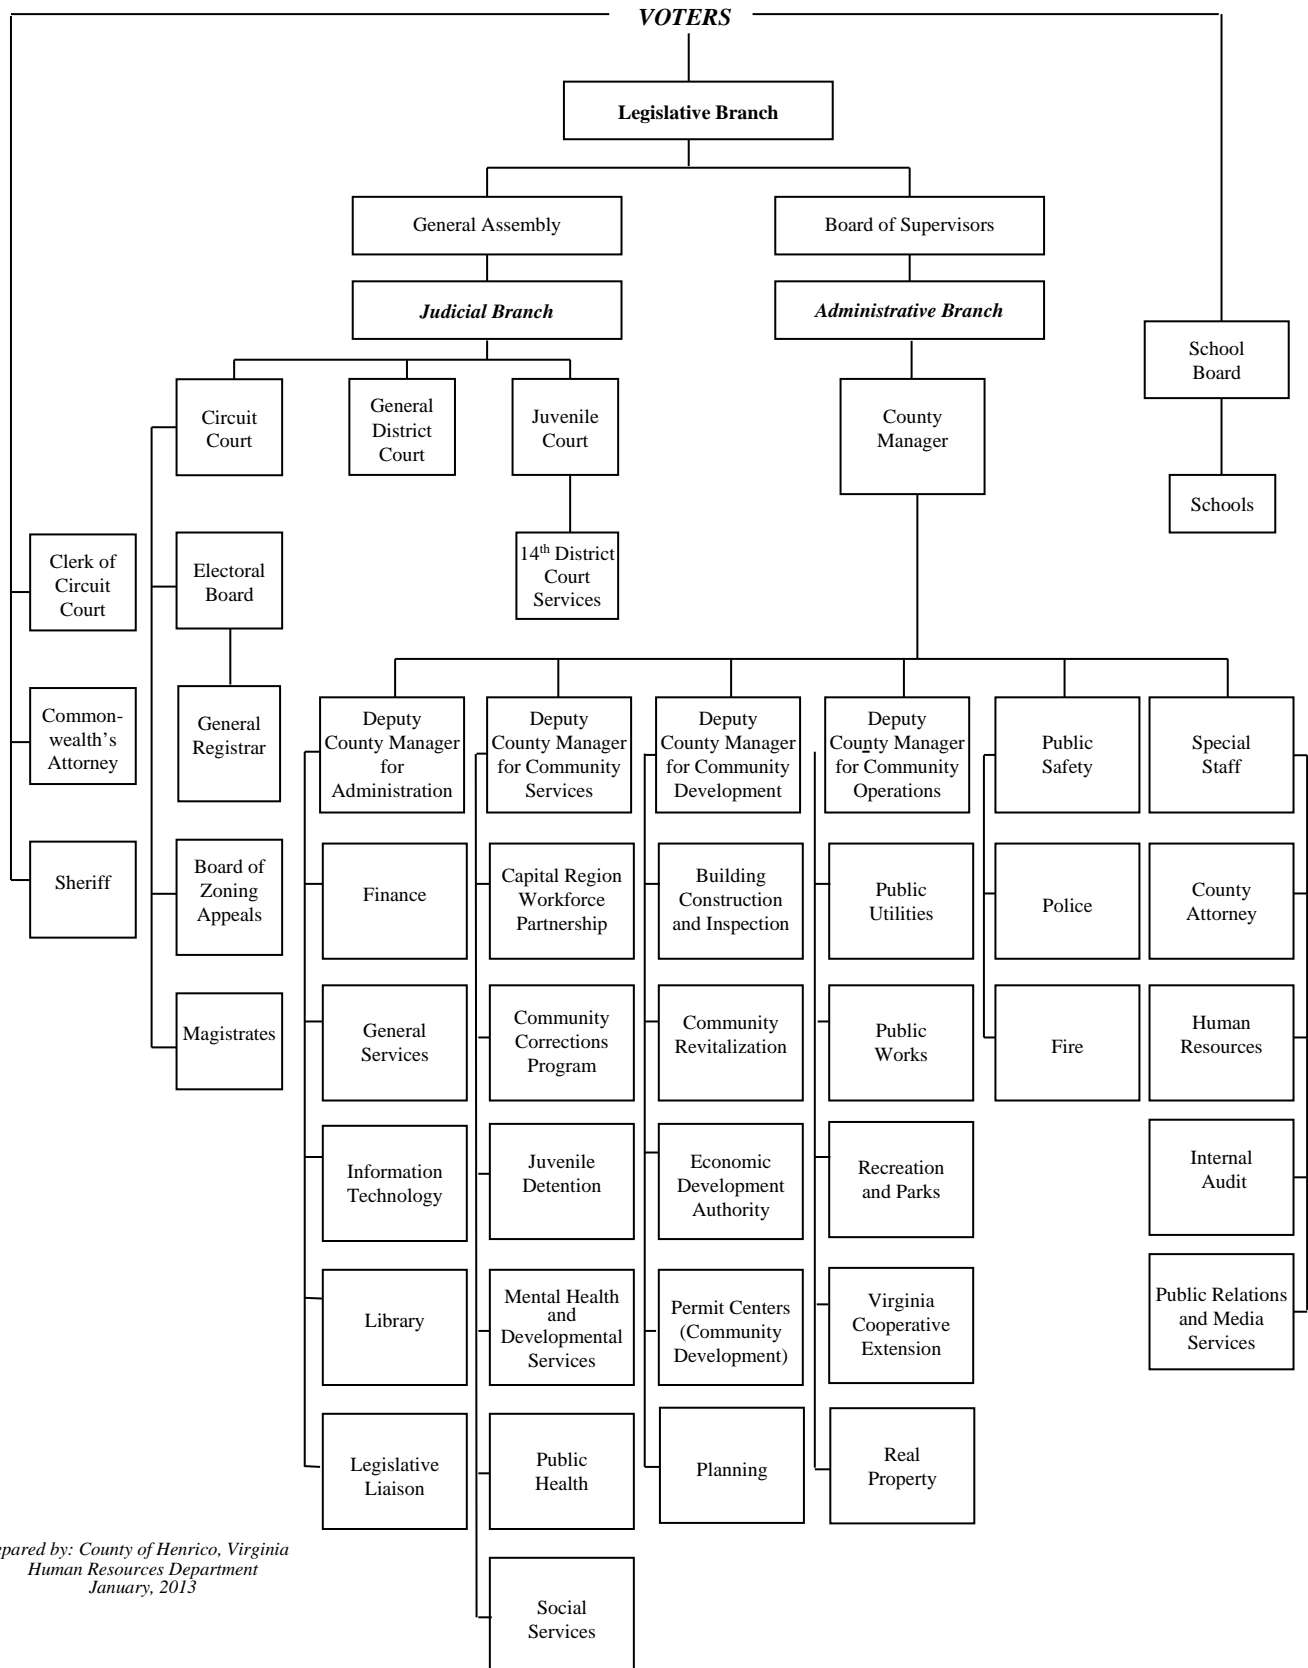 VOTERS
Legislative Branch
General Assembly
Board of Supervisors
Judicial Branch
Administrative Branch
School
Board
Circuit
Court
General
District
Court
Juvenile
Court
County
Manager
Schools
Clerk of
Circuit
Court
Electoral
Board
14th District
Court
Services
Common-
wealth's
Attorney
General
Registrar
Deputy
County Manager
for
Administration
Deputy
County Manager
for Community
Services
Deputy
County Manager
for Community
Development
Deputy
County Manager
for Community
Operations
Public
Safety
Special
Staff
Sheriff
Board of
Zoning
Appeals
Finance
Capital Region
Workforce
Partnership
Building
Construction
and Inspection
Public
Utilities
Police
County
Attorney
Magistrates
General
Services
Community
Corrections
Program
Community
Revitalization
Public
Works
Fire
Human
Resources
Information
Technology
Juvenile
Detention
Economic
Development
Authority
Recreation
and Parks
Internal
Audit
Library
Mental Health
and
Developmental
Services
Permit Centers
(Community
Development)
Virginia
Cooperative
Extension
Public Relations
and Media
Services
Legislative
Liaison
Public
Health
Planning
Real
Property
epared by: County of Henrico, Virginia
Human Resources Department
January, 2013
Social
Services